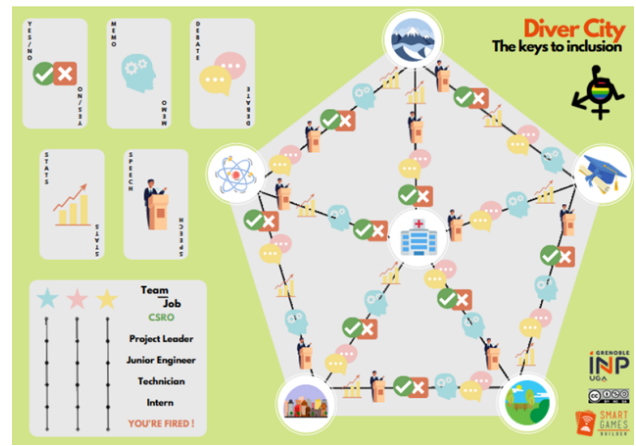 Diver City
The keys to inclusion
YES/NO
YES/NO
MEMO
MEMO
DEBATE
DEBATE
STATS
STATS
SPEECH
SPEECH
Team
Job
CSRO
Project Leader
Junior Engineer
Technician
Intern
YOU'RE FIRED !
GRENOBLE
INP
UGA
SMART
GAMES
BUILDER